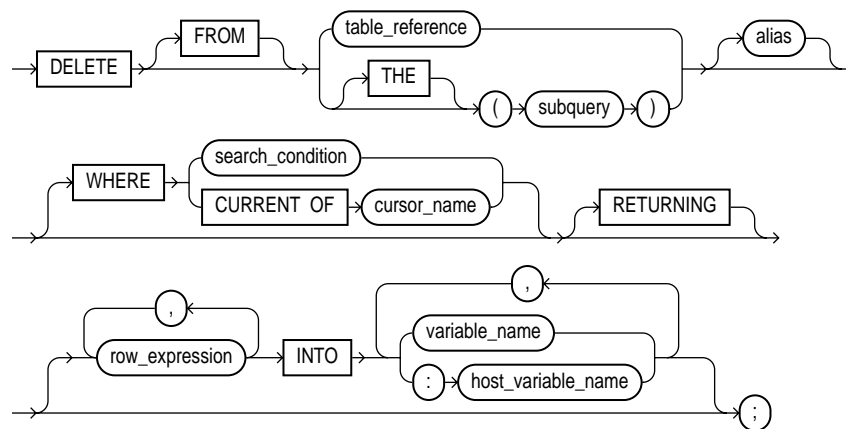 table_reference
FROM alias
DELETE THE
( subquery )
search_condition
WHERE
CURRENT OF cursor_name
RETURNING
, ,
variable_name
row_expression INTO
: host_variable_name
;